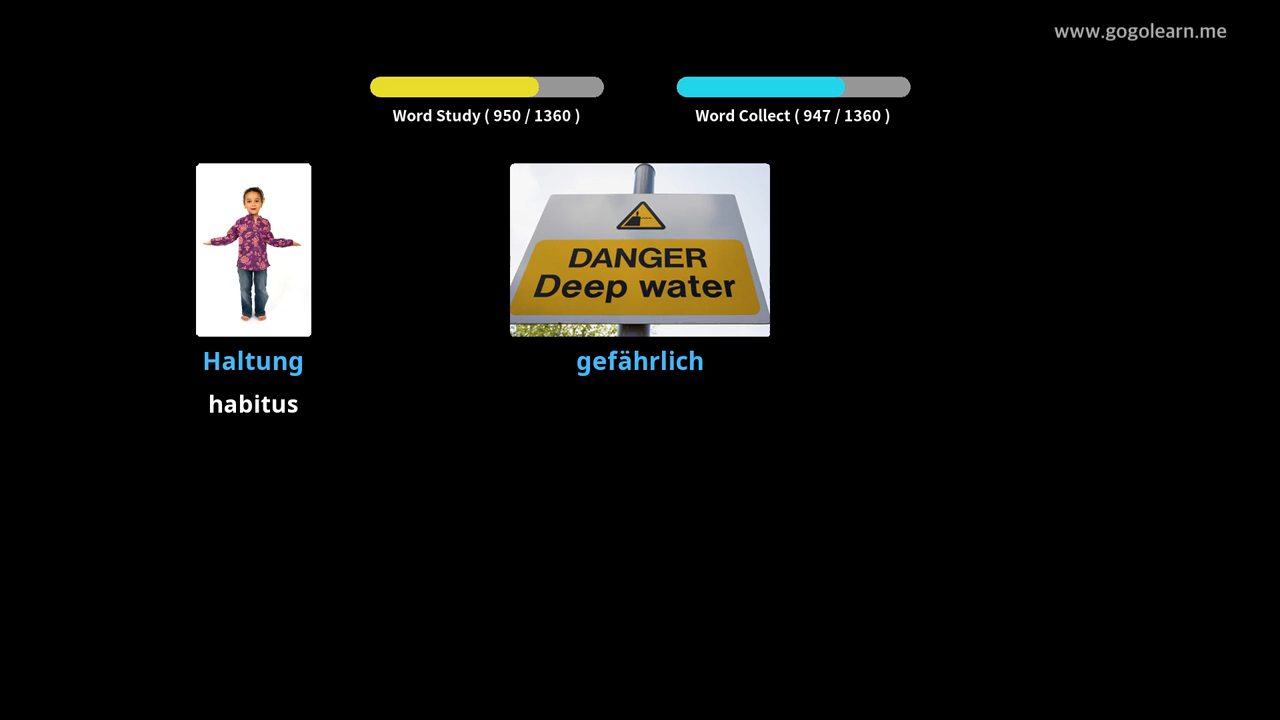 www.gogolearn.me
Word Study ( 950 / 1360 )
Word Collect ( 947 / 1360 )
DANGER
Deep water
Haltung
gefährlich
habitus